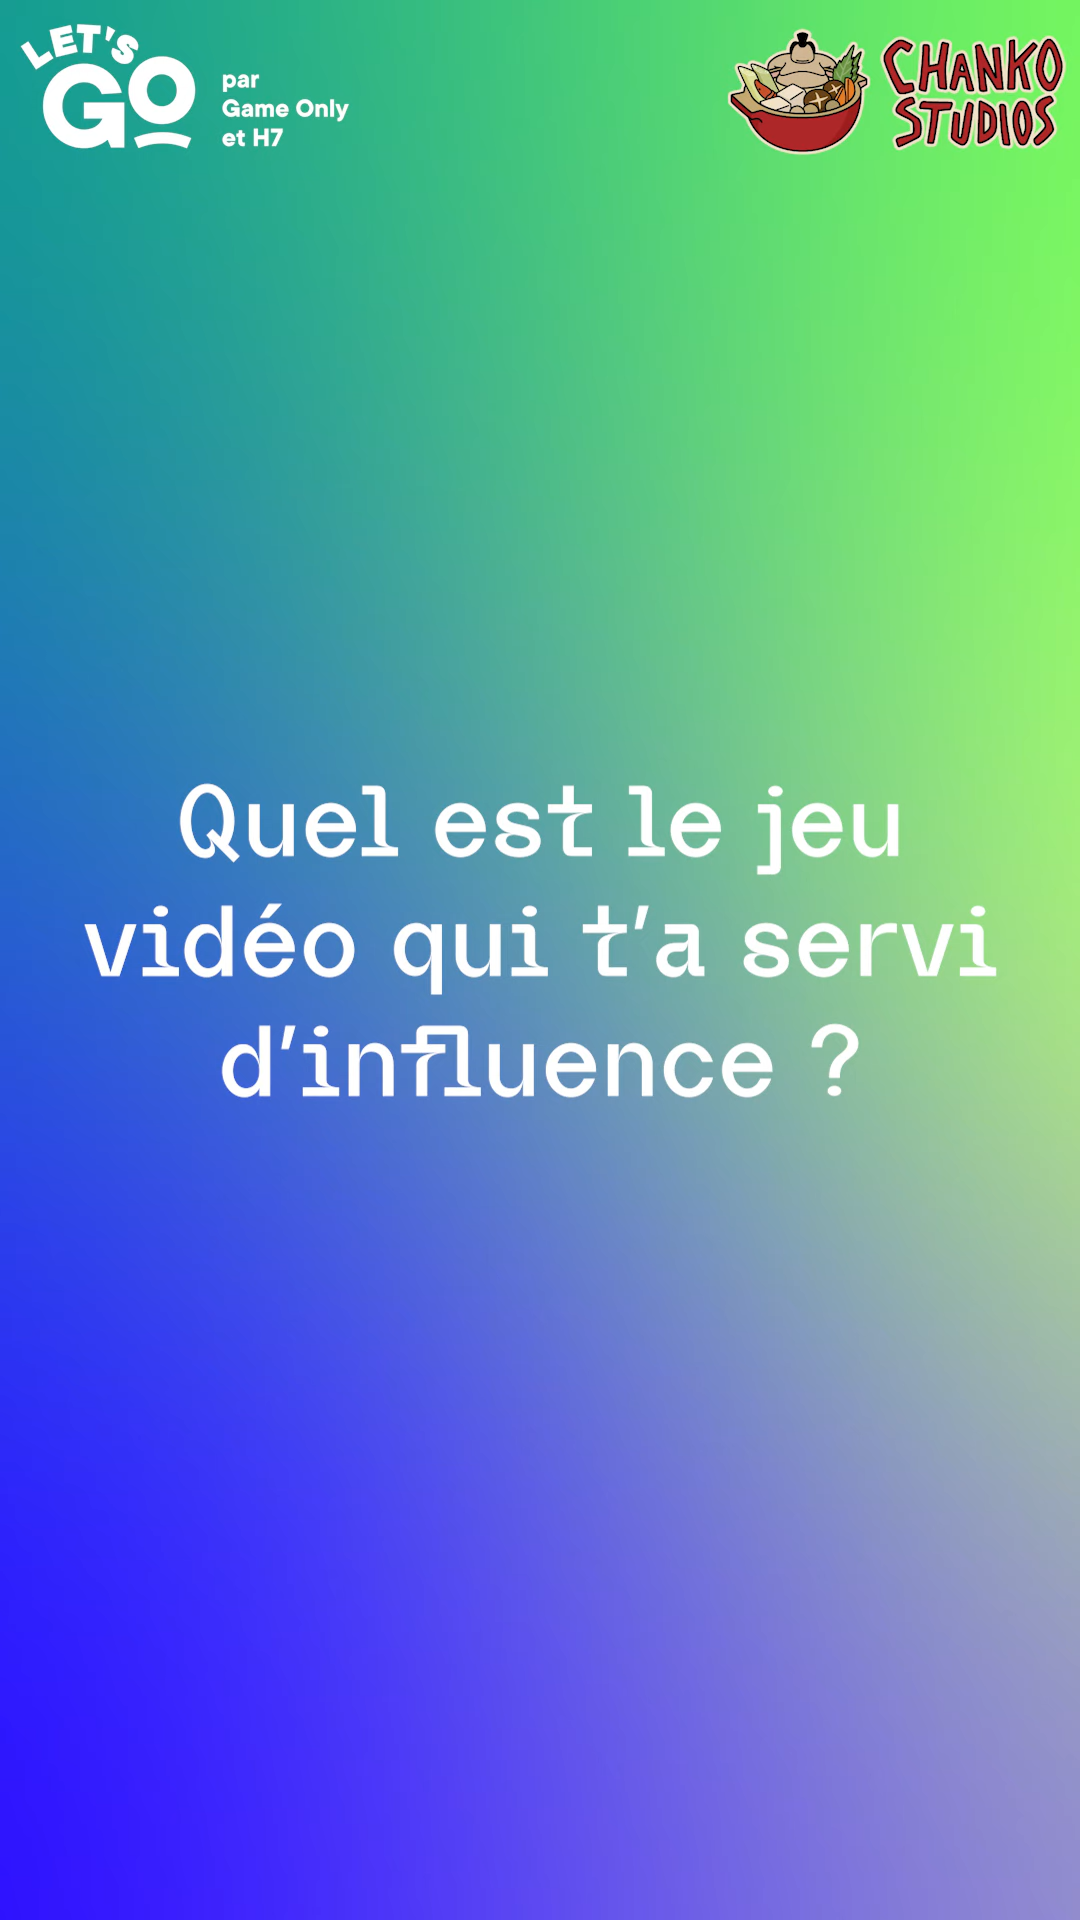 LET'S
GO
par
Game Only
et H7
CHANKO
STUDIOS
Quel est le jeu
vidéo qui t'a servi
d'influence ?